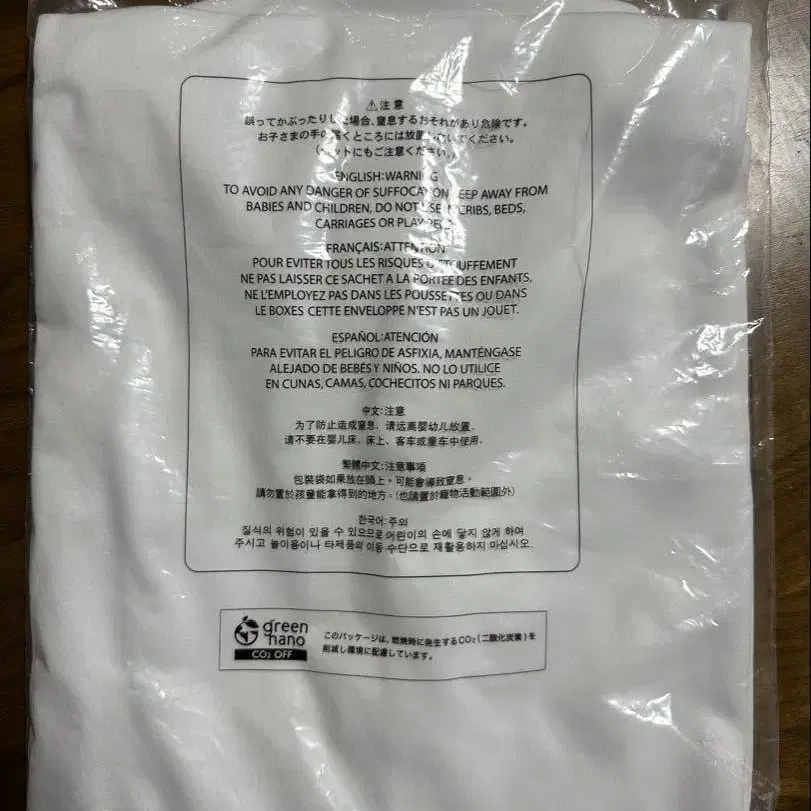 ⚠注意
誤ってかぶったりした場合、窒息するおそれがあり危険です。
お子さまの手の届くところには放置しないでください。
(ペットにもご注意ください。)
ENGLISH:WARNING
TO AVOID ANY DANGER OF SUFFOCATION KEEP AWAY FROM
BABIES AND CHILDREN, DO NOT USE IN CRIBS, BEDS,
CARRIAGES OR PLAY PENS.
FRANÇAIS:ATTENTION
POUR EVITER TOUS LES RISQUES D'ETOUFFEMENT
NE PAS LAISSER CE SACHET A LA PORTEE DES ENFANTS,
NE L'EMPLOYEZ PAS DANS LES POUSSETTES OU DANS
LE BOXES CETTE ENVELOPPE N'EST PAS UN JOUET.
ESPAÑOL:ATENCIÓN
PARA EVITAR EL PELIGRO DE ASFIXIA, MANTÉNGASE
ALEJADO DE BEBÉS Y NIÑOS. NO LO UTILICE
EN CUNAS, CAMAS, COCHECITOS NI PARQUES.
中文:注意
为了防止造成窒息，请远离婴幼儿放置。
请不要在婴儿床、床上、客车或童车中使用。
繁體中文:注意事項
包裝袋如果放在頭上，可能會導致窒息。
請勿置於孩童能拿得到的地方。(也請置於寵物活動範圍外)
한국어:주의
질식의 위험이 있을 수 있으므로 어린이의 손에 닿지 않게 하여
주시고 놀이용이나 타제품의 이동 수단으로 재활용하지 마십시오.
green
nano
CO₂ OFF
このパッケージは、燃焼時に発生するCO₂(二酸化炭素)を
削減し環境に配慮しています。